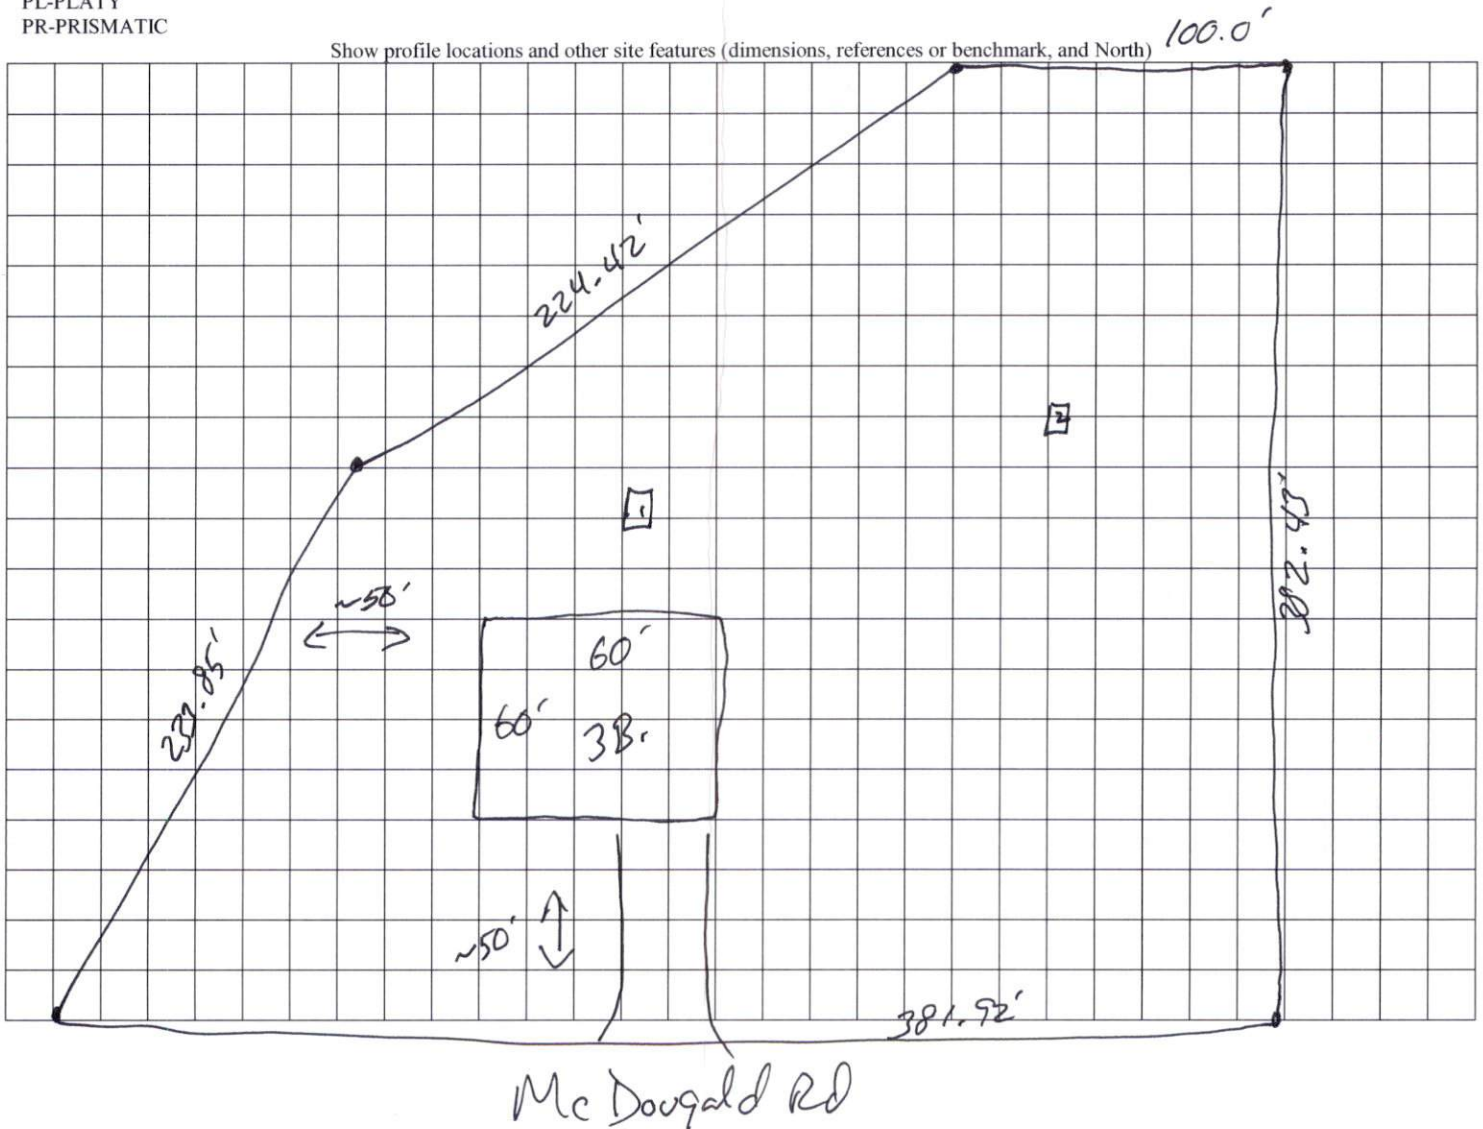 PL-PLATY
PR-PRISMATIC
Show profile locations and other site features (dimensions, references or benchmark, and North)
100.0'
224.42'
2
1
~50'
60'
60'
3B.
~50'
381.92'
McDougald Rd